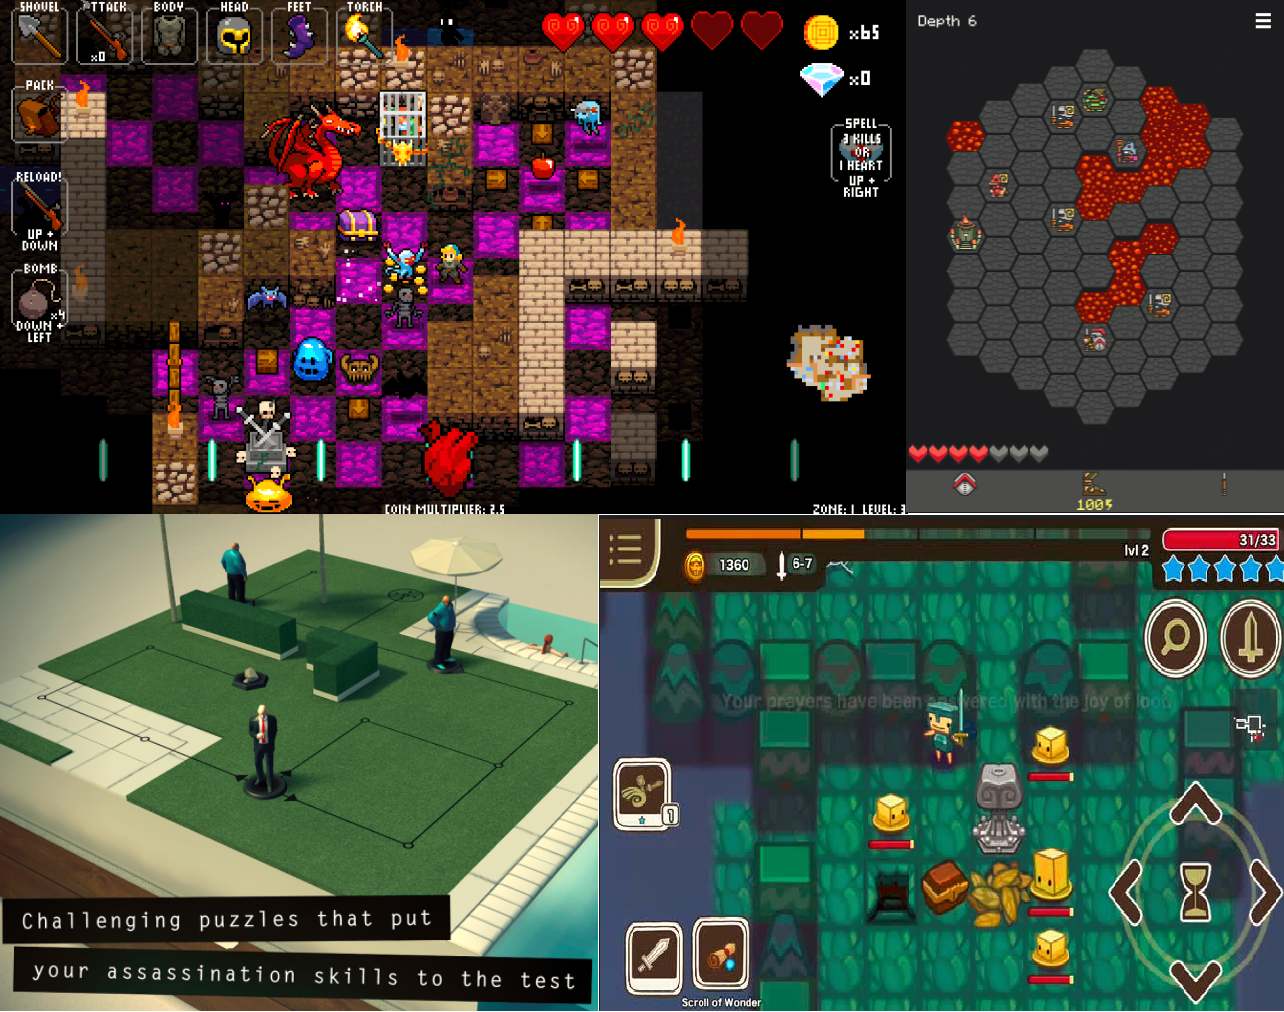 SHOVEL
TTACK
BODY
HEAD
FEET
TORCH
x0
x65
x0
PACK
SPELL
3 KILLS
OR
1 HEART
UP +
RIGHT
RELOAD!
UP +
DOWN
BOMB
x4
DOWN +
LEFT
COIN MULTIPLIER: 2.5
ZONE: 1 LEVEL: 3
Depth 6
100%
Challenging puzzles that put
your assassination skills to the test
31/33
lvl 2
1360
6-7
Your prayers have been answered with the joy of loot.
1
Scroll of Wonder